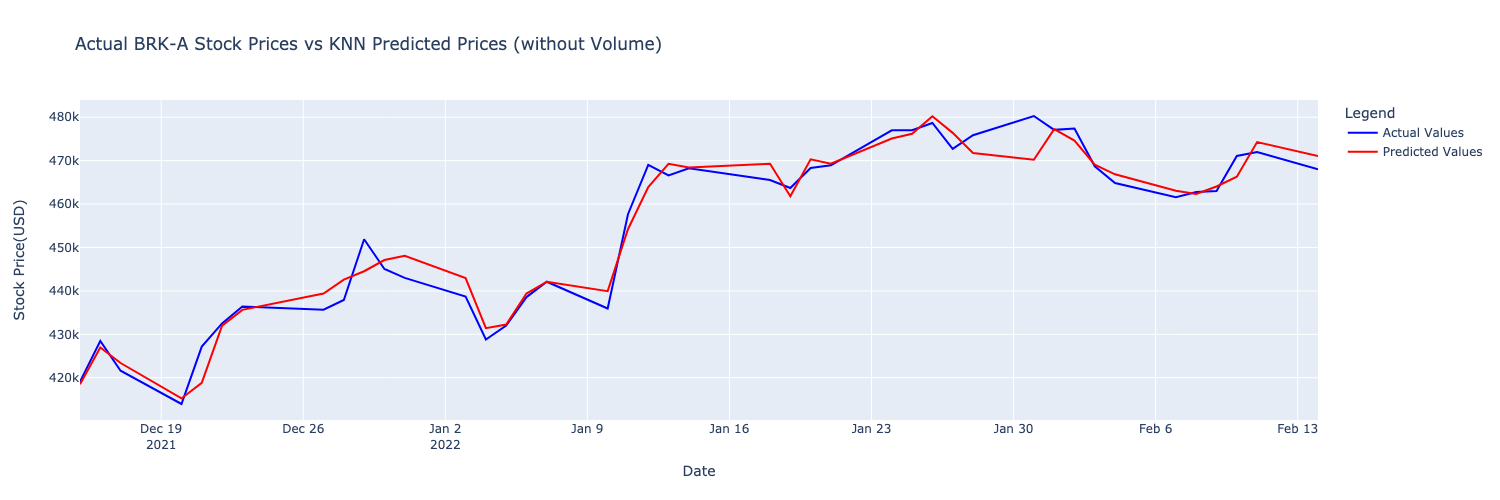 Actual BRK-A Stock Prices vs KNN Predicted Prices (without Volume)
Legend
Actual Values
Predicted Values
Stock Price(USD)
480k
470k
460k
450k
440k
430k
420k
Dec 19
2021
Dec 26
Jan 2
2022
Jan 9
Jan 16
Jan 23
Jan 30
Feb 6
Feb 13
Date